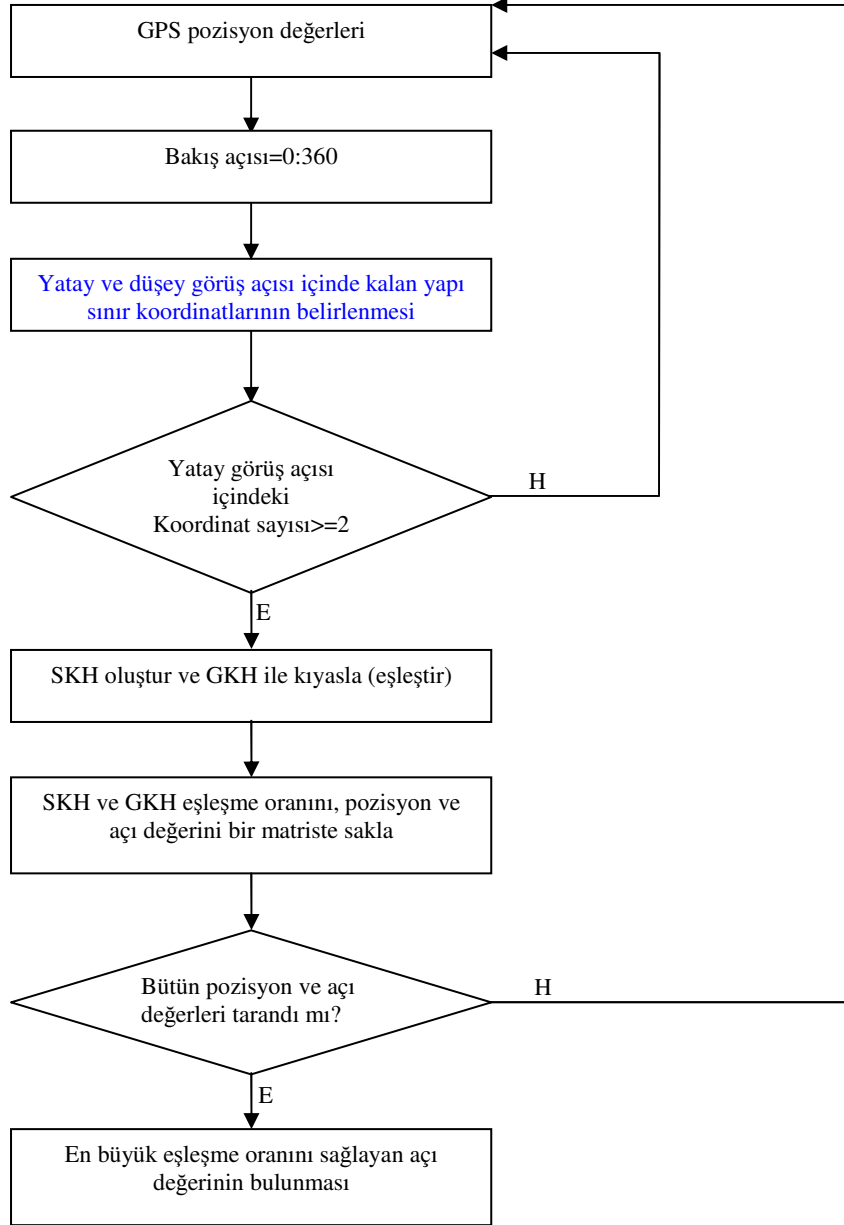 GPS pozisyon değerleri
Bakış açısı=0:360
Yatay ve düşey görüş açısı içinde kalan yapı
sınır koordinatlarının belirlenmesi
Yatay görüş açısı
içindeki
Koordinat sayısı>=2
H
E
SKH oluştur ve GKH ile kıyasla (eşleştir)
SKH ve GKH eşleşme oranını, pozisyon ve
açı değerini bir matriste sakla
Bütün pozisyon ve açı
değerleri tarandı mı?
H
E
En büyük eşleşme oranını sağlayan açı
değerinin bulunması